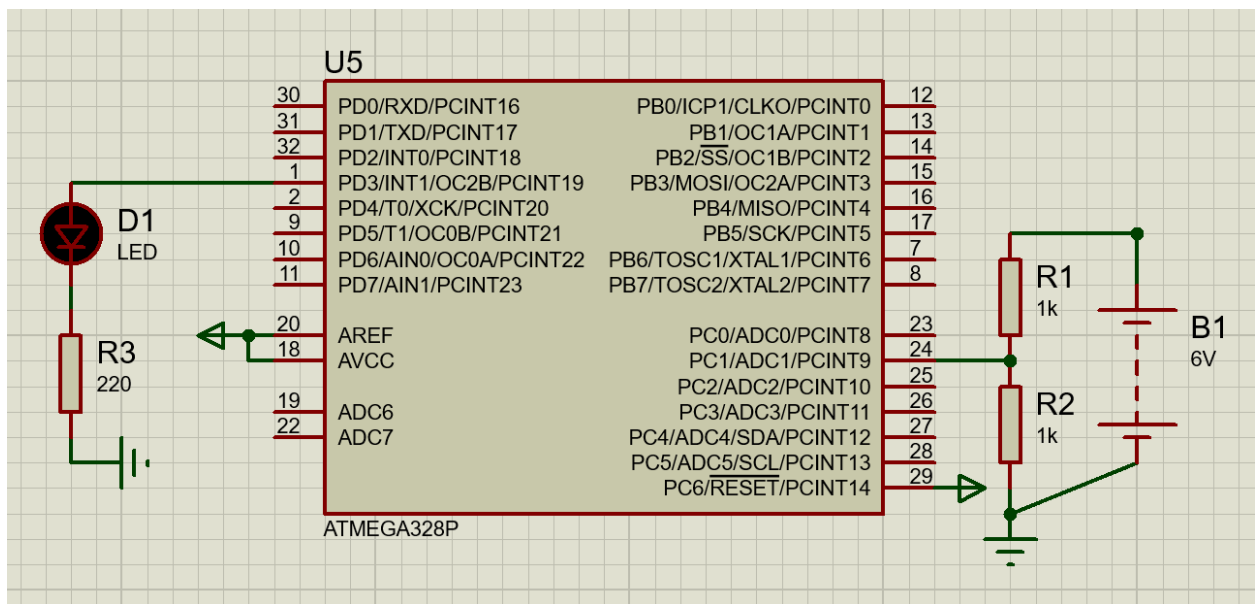 U5
30 PD0/RXD/PCINT16 PB0/ICP1/CLKO/PCINT0 12
31 PD1/TXD/PCINT17 PB1/OC1A/PCINT1 13
32 PD2/INT0/PCINT18 PB2/SS/OC1B/PCINT2 14
1 PD3/INT1/OC2B/PCINT19 PB3/MOSI/OC2A/PCINT3 15
2 PD4/T0/XCK/PCINT20 PB4/MISO/PCINT4 16
9 PD5/T1/OC0B/PCINT21 PB5/SCK/PCINT5 17
10 PD6/AIN0/OC0A/PCINT22 PB6/TOSC1/XTAL1/PCINT6 7
11 PD7/AIN1/PCINT23 PB7/TOSC2/XTAL2/PCINT7 8
20 AREF PC0/ADC0/PCINT8 23
18 AVCC PC1/ADC1/PCINT9 24
PC2/ADC2/PCINT10 25
19 ADC6 PC3/ADC3/PCINT11 26
22 ADC7 PC4/ADC4/SDA/PCINT12 27
PC5/ADC5/SCL/PCINT13 28
PC6/RESET/PCINT14 29
ATMEGA328P
D1
LED
R3
220
R1
1k
R2
1k
B1
6V